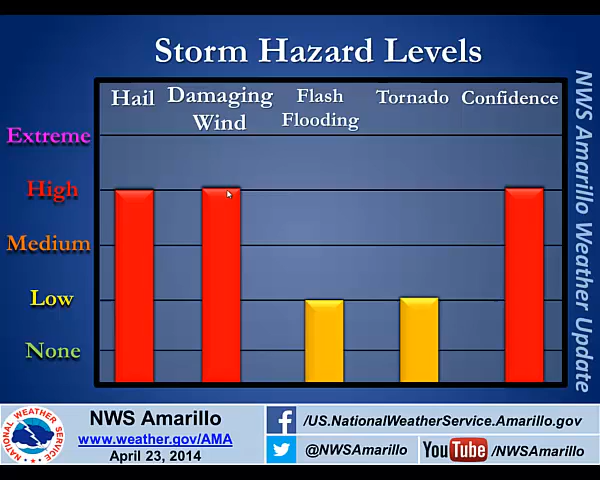 Storm Hazard Levels
Hail
Damaging
Wind
Flash
Flooding
Tornado
Confidence
Extreme
High
Medium
Low
None
NWS Amarillo Weather Update
NATIONAL WEATHER SERVICE
NWS Amarillo
www.weather.gov/AMA
April 23, 2014
/US.NationalWeatherService.Amarillo.gov
@NWSAmarillo
YouTube /NWSAmarillo